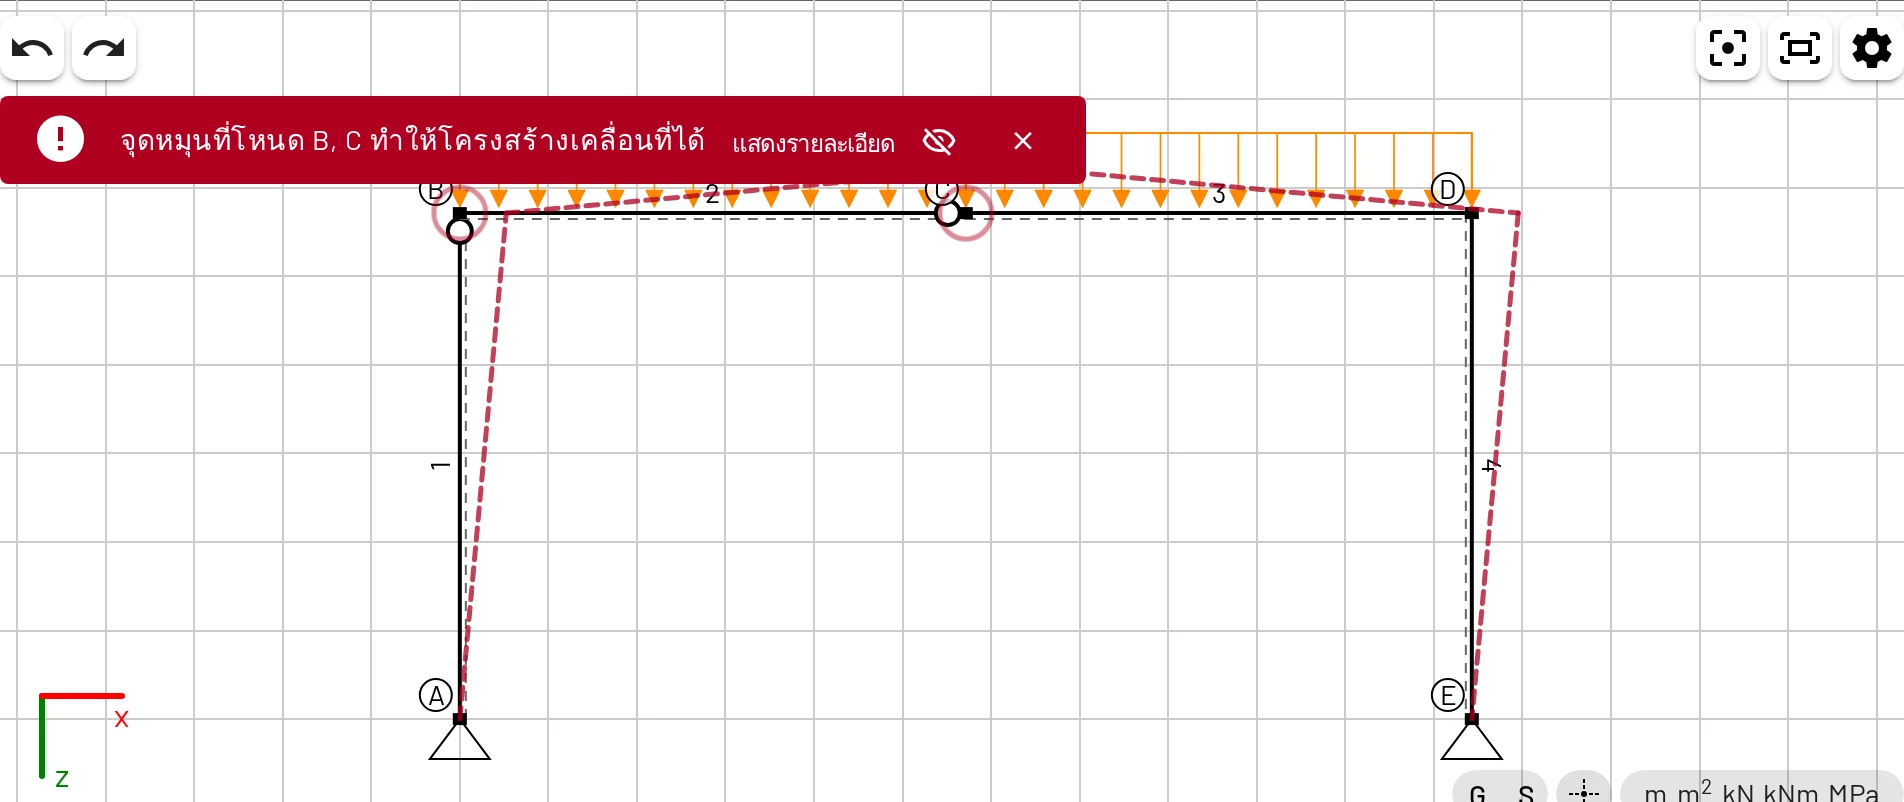 จุดหมุนที่โหนด B, C ทำให้โครงสร้างเคลื่อนที่ได้ แสดงรายละเอียด
B
2
C
3
D
1
4
A
E
x
z
G S
m m² kN kNm MPa